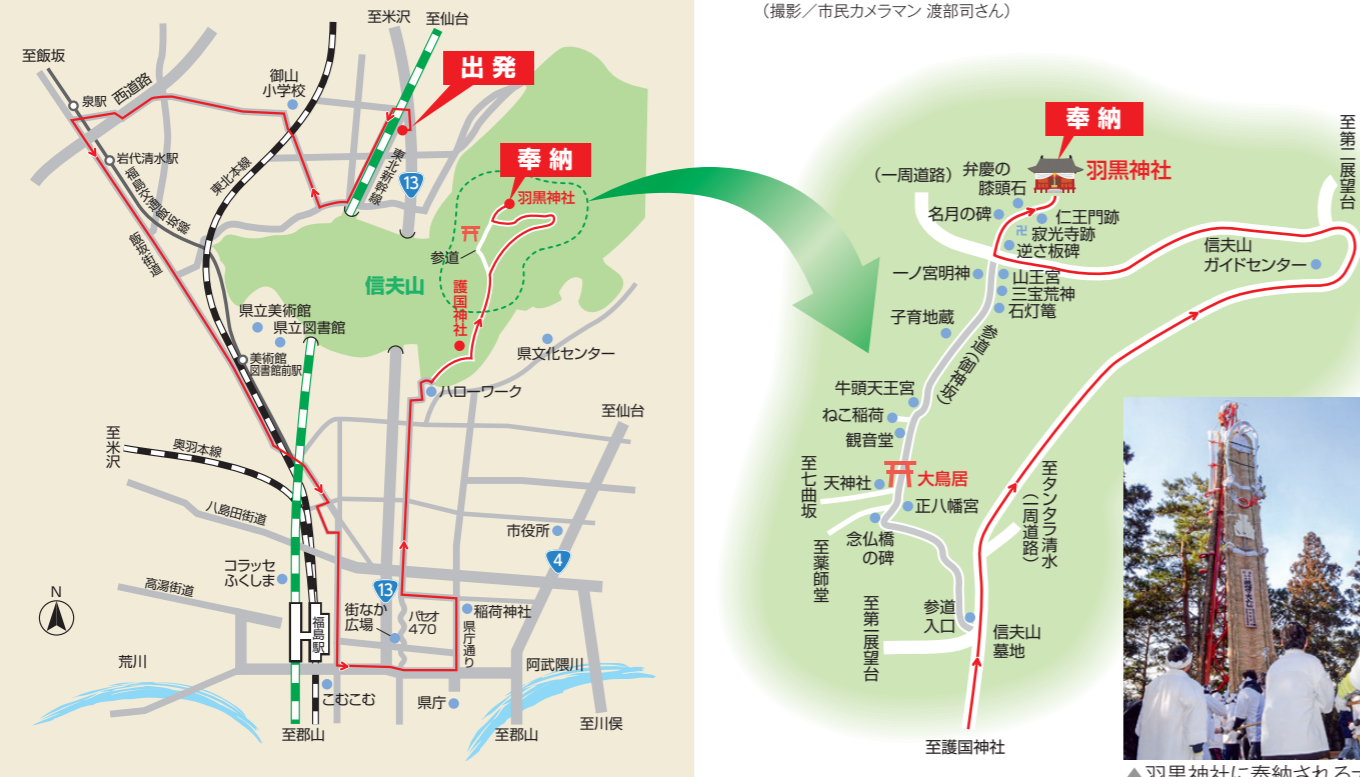 至飯坂
至米沢
至仙台
出発
泉駅
西道路
御山
小学校
岩代清水駅
福島交通飯坂線
東北本線
東北新幹線
13
飯坂街道
奉納
羽黒神社
参道
信夫山
護国神社
県立美術館
県立図書館
美術館
図書館前駅
県文化センター
ハローワーク
至仙台
至米沢
奥羽本線
八島田街道
市役所
4
コラッセ
ふくしま
高湯街道
13
街なか
広場
パセオ
470
稲荷神社
県庁通り
N
福島駅
荒川
阿武隈川
こむこむ
県庁
至郡山
至郡山
至川俣
（撮影／市民カメラマン 渡部司さん）
奉納
羽黒神社
（一周道路）
弁慶の
膝頭石
名月の碑
仁王門跡
卍
寂光寺跡
逆さ板碑
至第二展望台
信夫山
ガイドセンター
一ノ宮明神
山王宮
三宝荒神
石灯篭
子育地蔵
参道（御神坂）
牛頭天王宮
ねこ稲荷
観音堂
至七曲坂
天神社
大鳥居
正八幡宮
念仏橋
の碑
至薬師堂
至タンタラ清水
（一周道路）
至第一展望台
参道
入口
信夫山
墓地
至護国神社
▲羽黒神社に奉納される